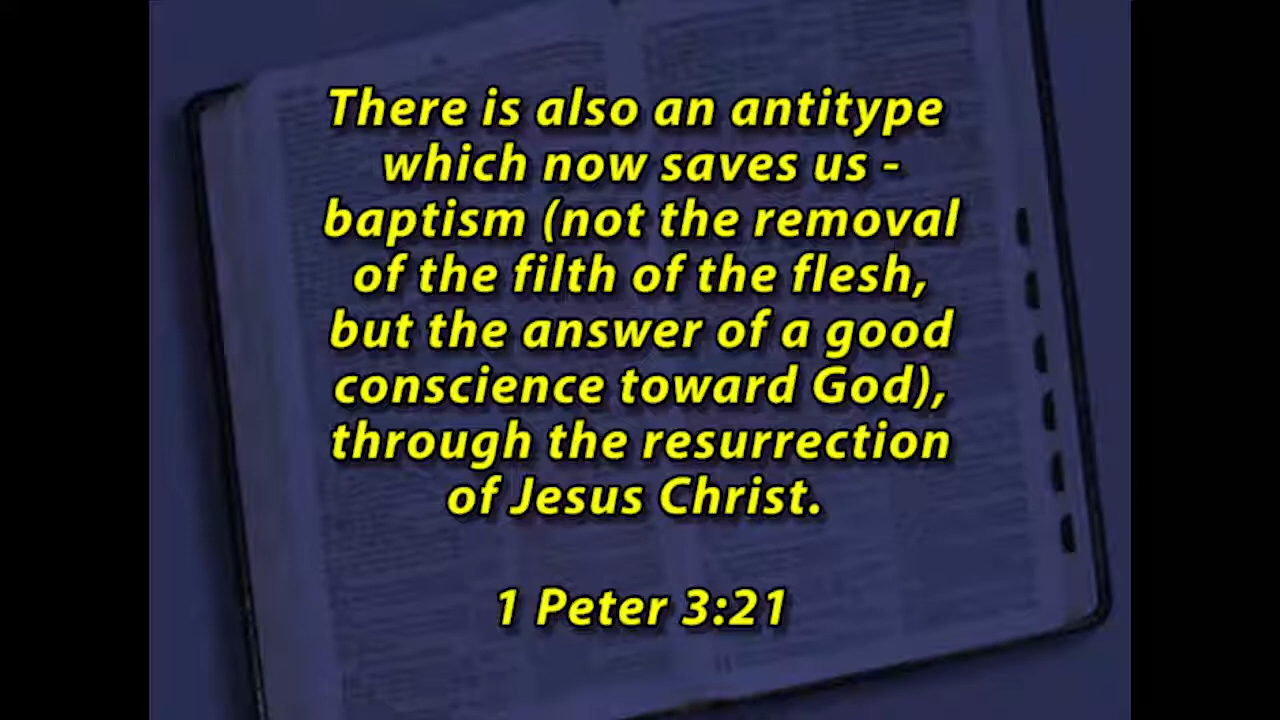 There is also an antitype
which now saves us -
baptism (not the removal
of the filth of the flesh,
but the answer of a good
conscience toward God),
through the resurrection
of Jesus Christ.
1 Peter 3:21